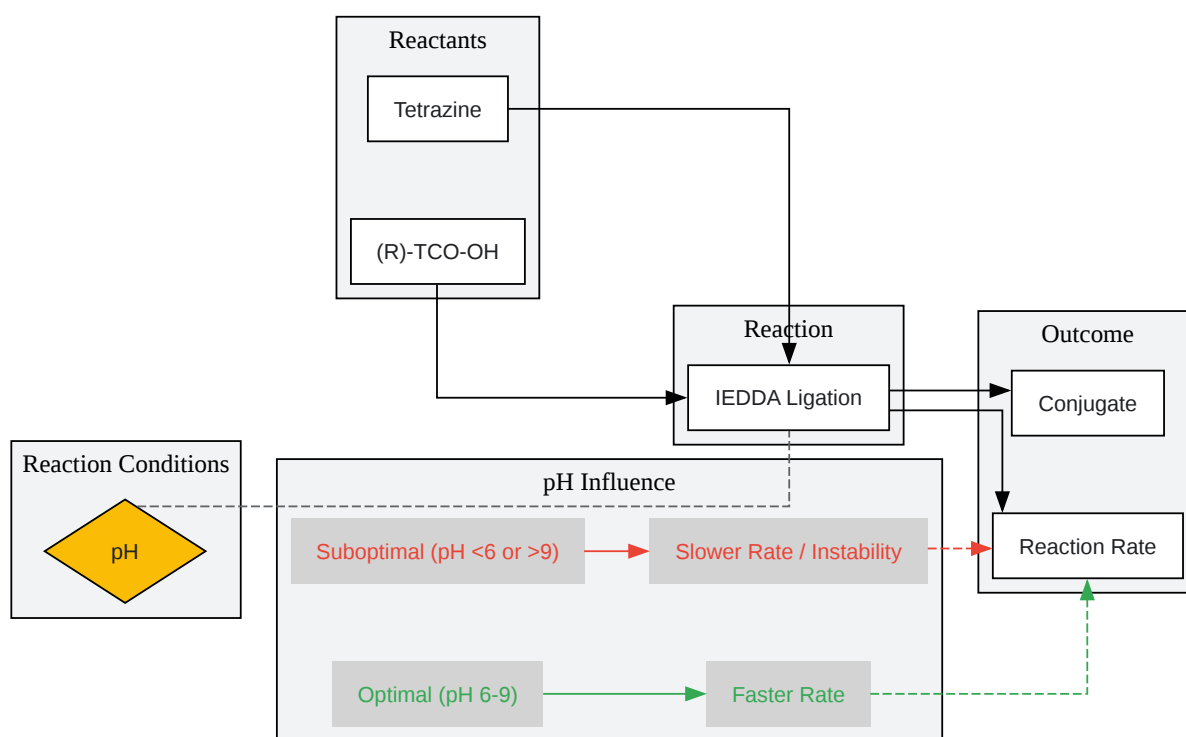 Reactants
Tetrazine
(R)-TCO-OH
Reaction
IEDDA Ligation
Outcome
Conjugate
Reaction Rate
Reaction Conditions
pH
pH Influence
Suboptimal (pH <6 or >9)
Slower Rate / Instability
Optimal (pH 6-9)
Faster Rate